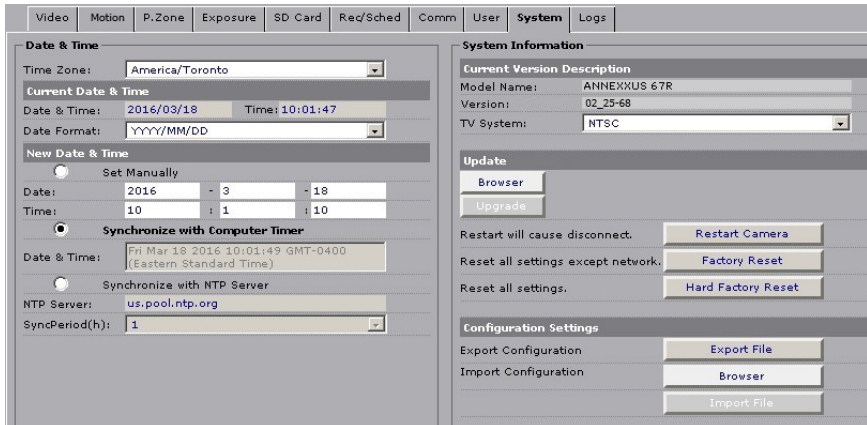 Video Motion P.Zone Exposure SD Card Rec/Sched Comm User System Logs
Date & Time
Time Zone: America/Toronto
Current Date & Time
Date & Time: 2016/03/18 Time: 10:01:47
Date Format: YYYY/MM/DD
New Date & Time
Set Manually
Date: 2016 - 3 - 18
Time: 10 : 1 : 10
Synchronize with Computer Timer
Date & Time: Fri Mar 18 2016 10:01:49 GMT-0400
(Eastern Standard Time)
Synchronize with NTP Server
NTP Server: us.pool.ntp.org
SyncPeriod(h): 1
System Information
Current Version Description
Model Name: ANNEXXUS 67R
Version: 02_25-68
TV System: NTSC
Update
Browser
Upgrade
Restart will cause disconnect. Restart Camera
Reset all settings except network. Factory Reset
Reset all settings. Hard Factory Reset
Configuration Settings
Export Configuration Export File
Import Configuration Browser
Import File